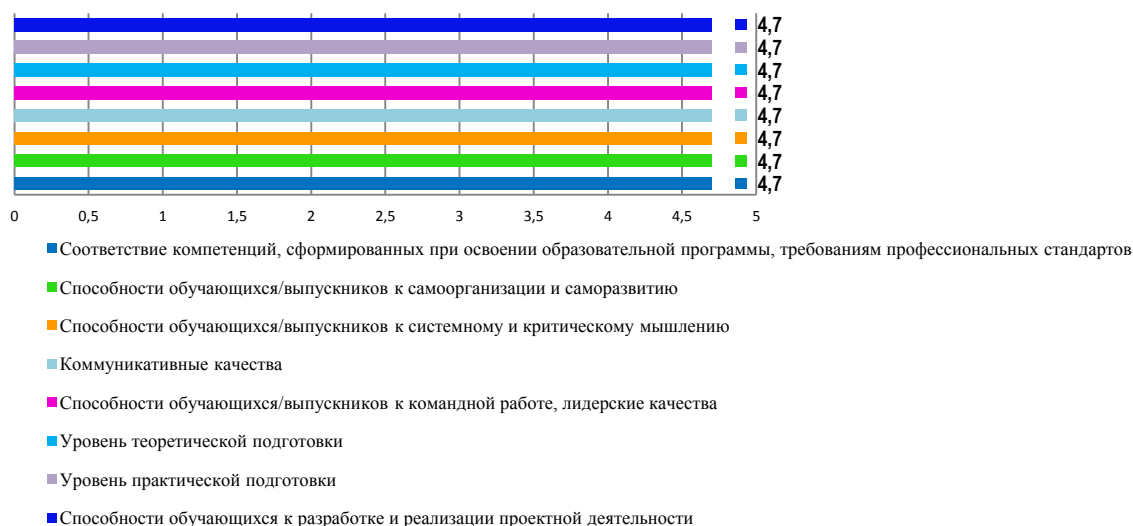 4,7
4,7
4,7
4,7
4,7
4,7
4,7
4,7
0 0,5 1 1,5 2 2,5 3 3,5 4 4,5 5
Соответствие компетенций, сформированных при освоении образовательной программы, требованиям профессиональных стандартов
Способности обучающихся/выпускников к самоорганизации и саморазвитию
Способности обучающихся/выпускников к системному и критическому мышлению
Коммуникативные качества
Способности обучающихся/выпускников к командной работе, лидерские качества
Уровень теоретической подготовки
Уровень практической подготовки
Способности обучающихся к разработке и реализации проектной деятельности